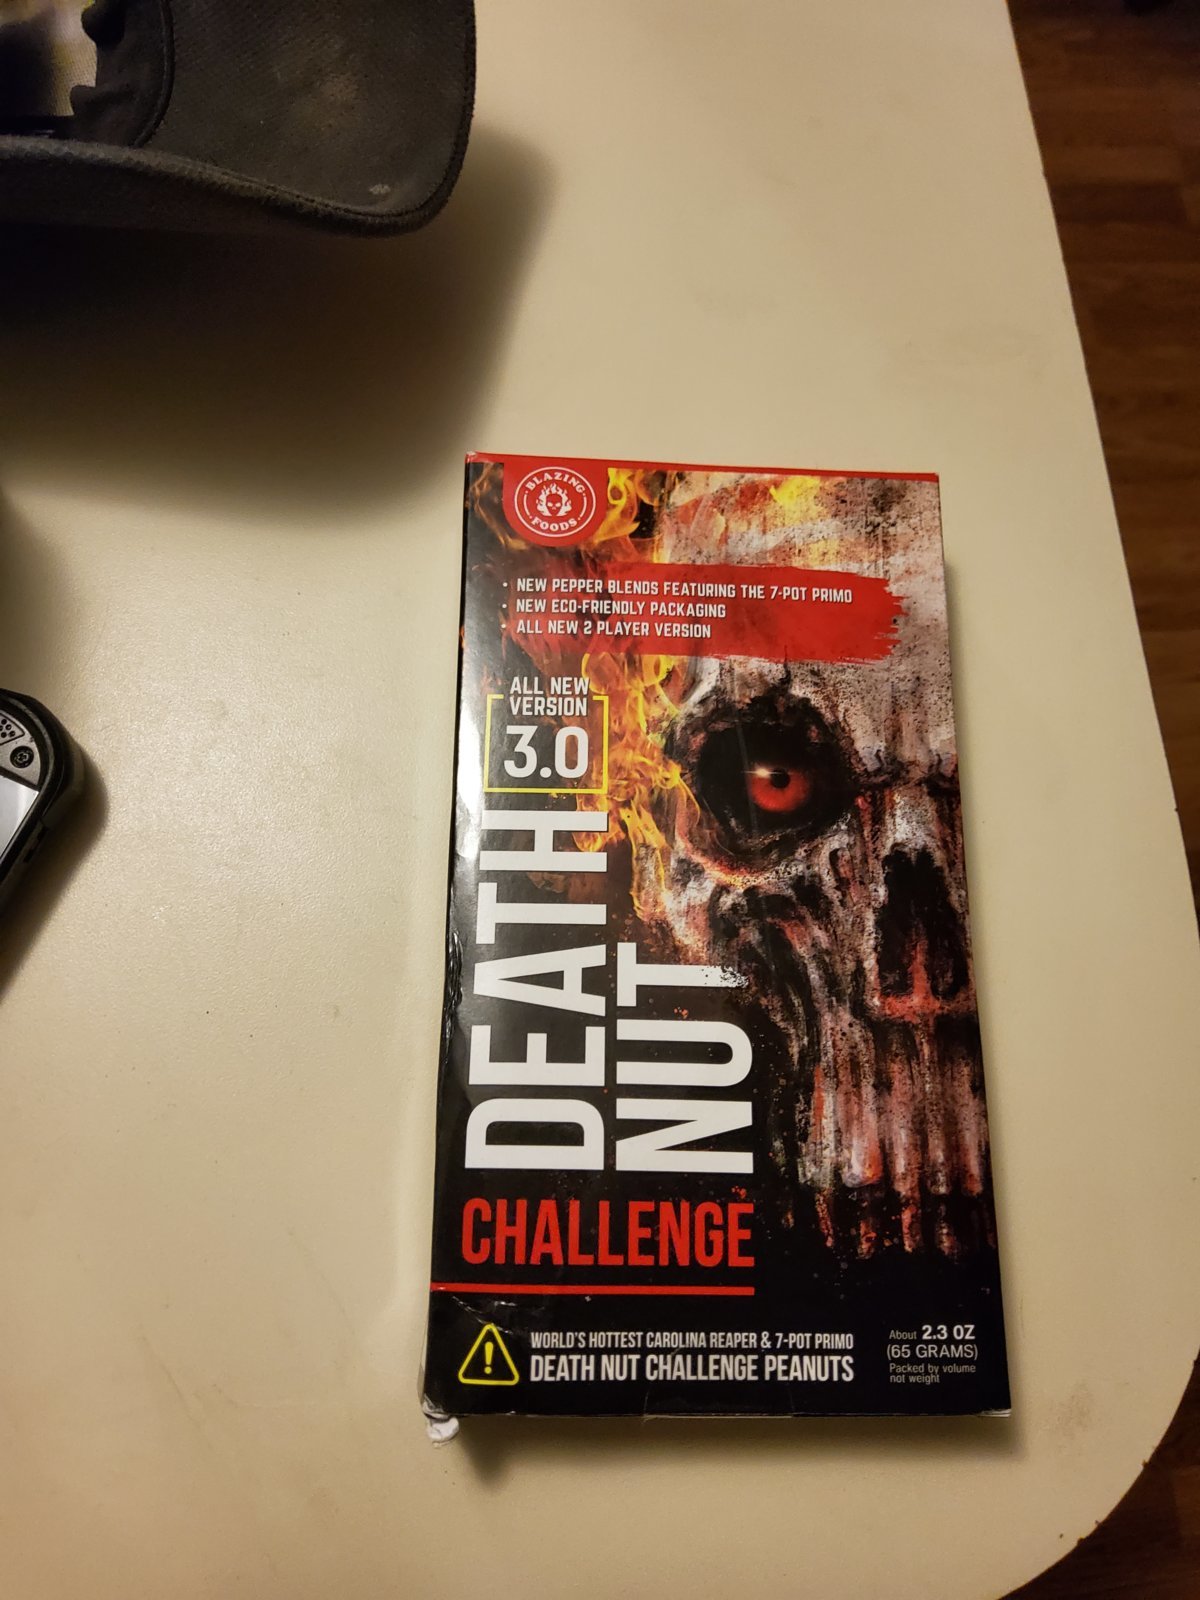 BLAZING
FOODS
• NEW PEPPER BLENDS FEATURING THE 7-POT PRIMO
• NEW ECO-FRIENDLY PACKAGING
• ALL NEW 2 PLAYER VERSION
ALL NEW
VERSION
3.0
DEATH
NUT
CHALLENGE
WORLD'S HOTTEST CAROLINA REAPER & 7-POT PRIMO
DEATH NUT CHALLENGE PEANUTS
About 2.3 OZ
(65 GRAMS)
Packed by volume
not weight